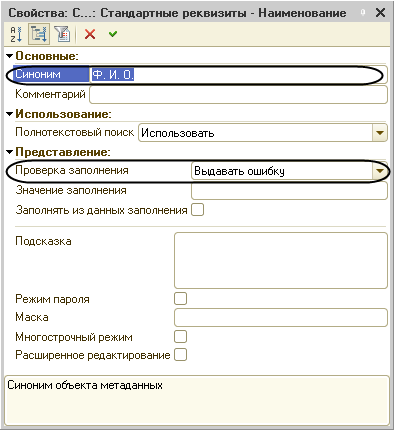 Свойства: С...: Стандартные реквизиты - Наименование
Основные:
Синоним Ф. И. О.
Комментарий
Использование:
Полнотекстовый поиск Использовать
Представление:
Проверка заполнения Выдавать ошибку
Значение заполнения
Заполнять из данных заполнения
Подсказка
Режим пароля
Маска
Многострочный режим
Расширенное редактирование
Синоним объекта метаданных